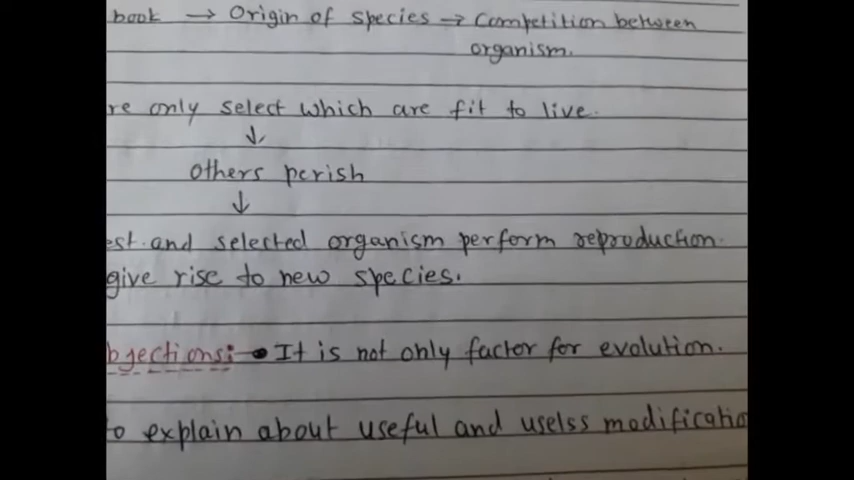 book → Origin of species → Competition between
organism.
re only select which are fit to live.
↓
others perish
↓
est. and selected organism perform reproduction.
give rise to new species.
bjections:- • It is not only factor for evolution.
to explain about useful and uselss modificatio